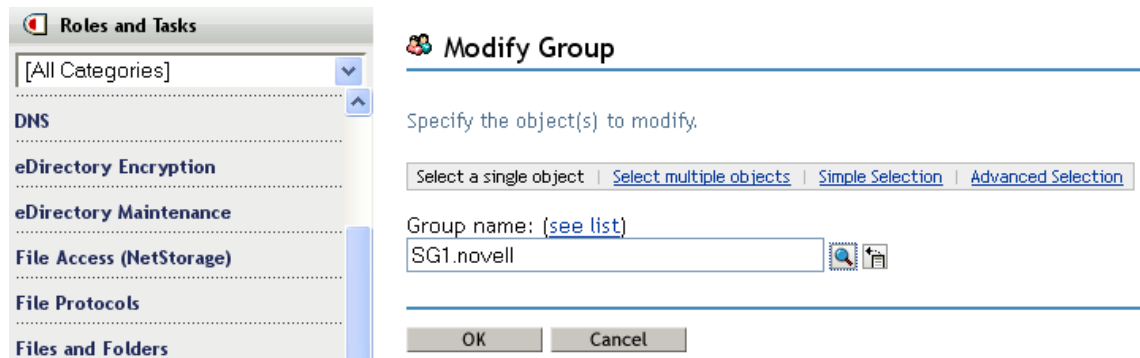 Roles and Tasks
[All Categories]
DNS
eDirectory Encryption
eDirectory Maintenance
File Access (NetStorage)
File Protocols
Files and Folders
Modify Group
Specify the object(s) to modify.
Select a single object | Select multiple objects | Simple Selection | Advanced Selection
Group name: (see list)
SG1.novell
OK Cancel